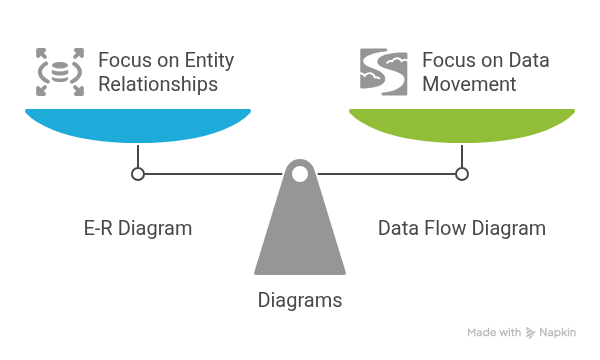 Focus on Entity
Relationships
Focus on Data
Movement
E-R Diagram
Data Flow Diagram
Diagrams
Made with Napkin